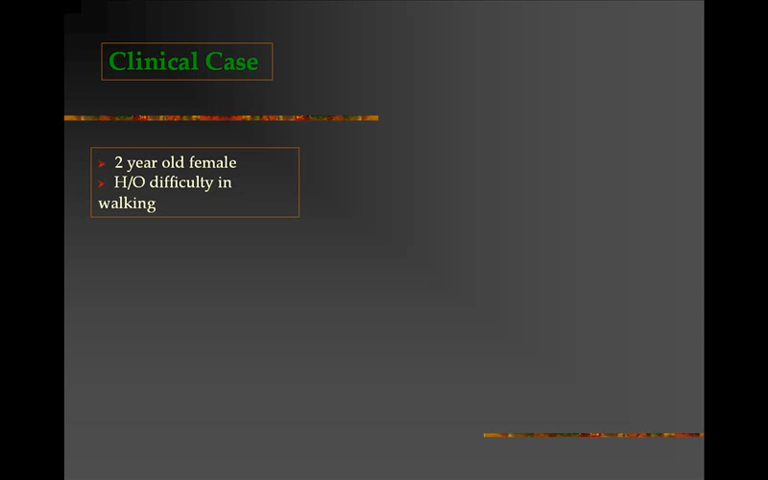 Clinical Case
➤ 2 year old female
➤ H/O difficulty in
walking